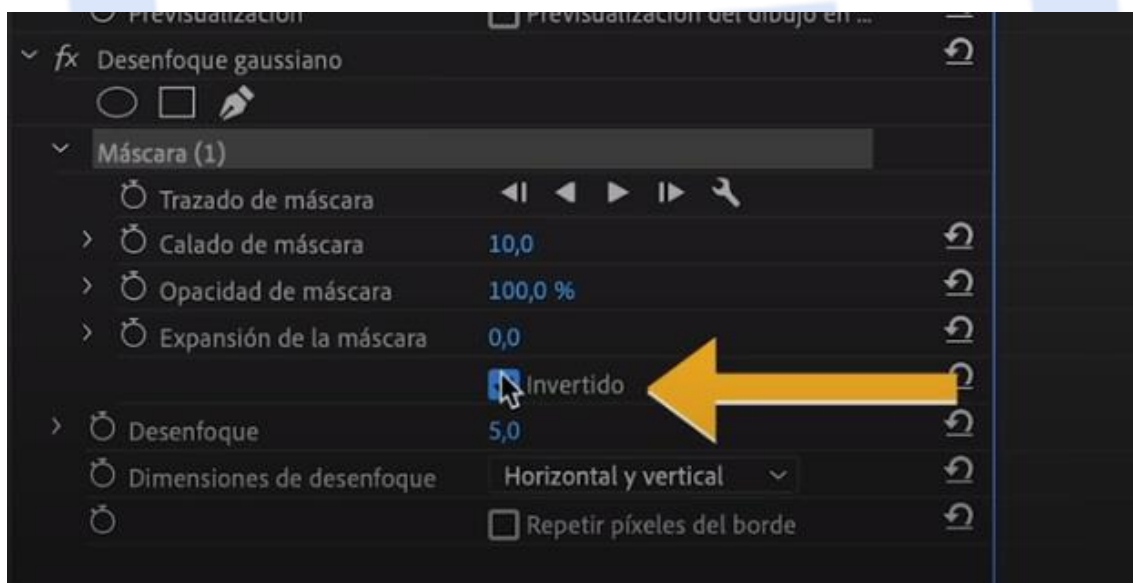 Previsualización Previsualización del dibujo en ...
fx Desenfoque gaussiano
Máscara (1)
Trazado de máscara
Calado de máscara 10,0
Opacidad de máscara 100,0 %
Expansión de la máscara 0,0
Invertido
Desenfoque 5,0
Dimensiones de desenfoque Horizontal y vertical
Repetir píxeles del borde